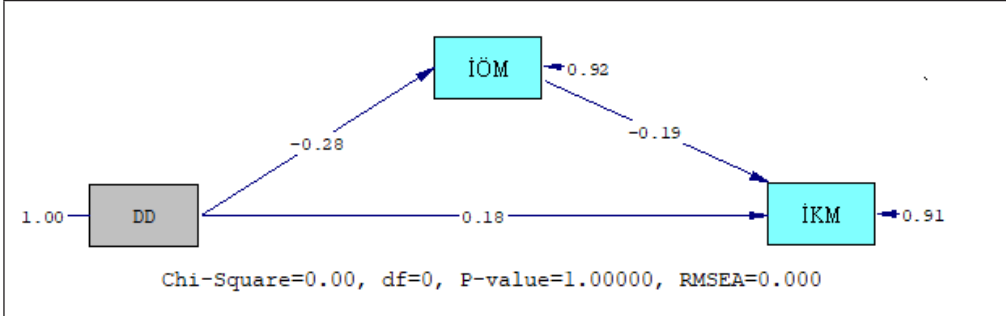 İÖM
0.92
-0.28
-0.19
1.00
DD
0.18
İKM
0.91
Chi-Square=0.00, df=0, P-value=1.00000, RMSEA=0.000